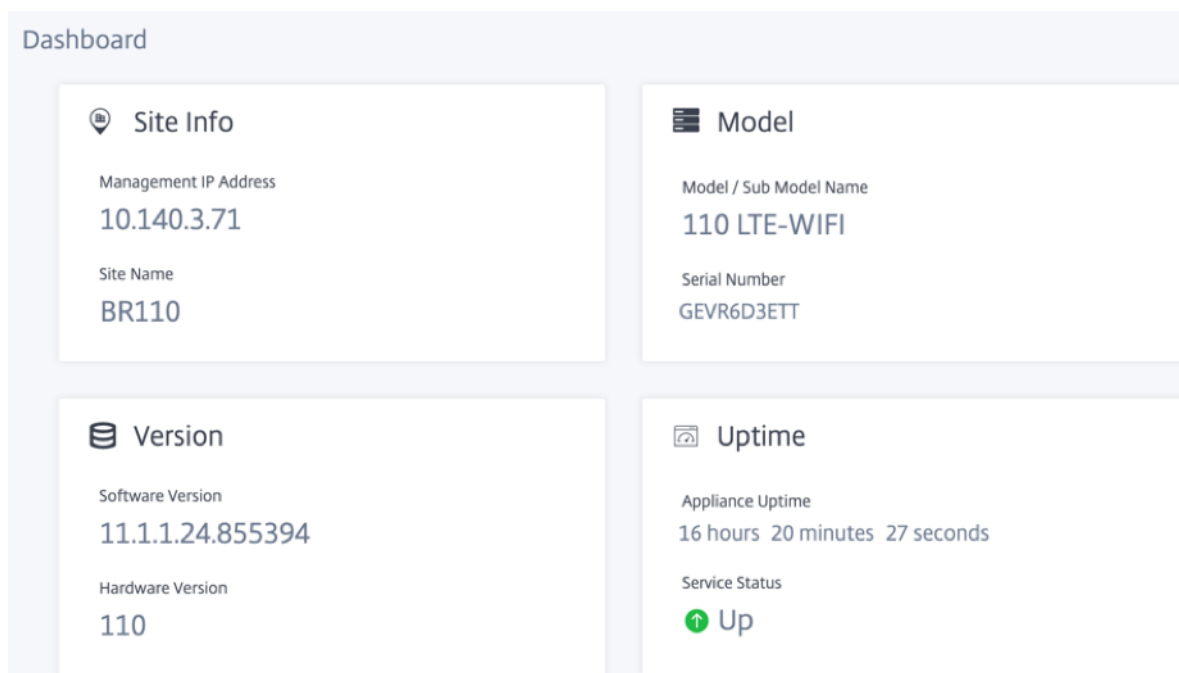 Dashboard
Site Info
Management IP Address
10.140.3.71
Site Name
BR110
Model
Model / Sub Model Name
110 LTE-WIFI
Serial Number
GEVR6D3ETT
Version
Software Version
11.1.1.24.855394
Hardware Version
110
Uptime
Appliance Uptime
16 hours 20 minutes 27 seconds
Service Status
Up